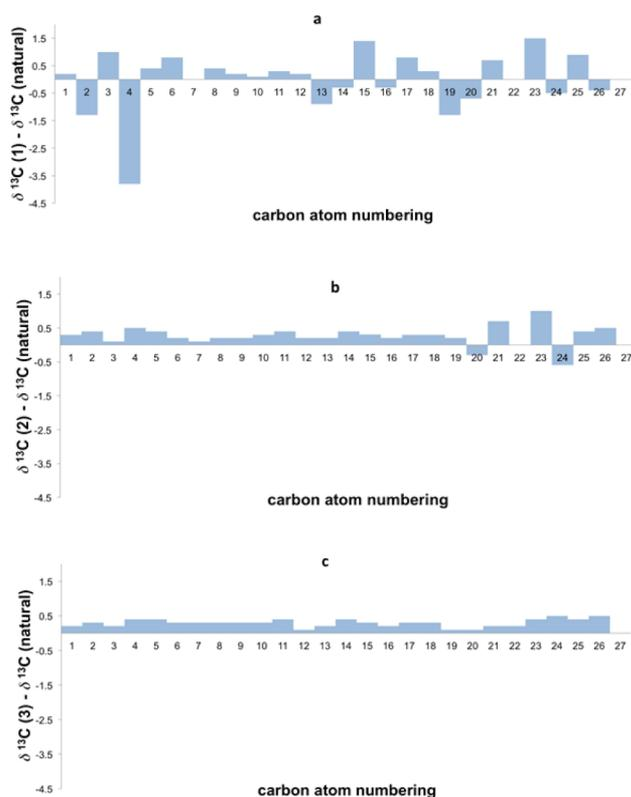 a
δ ¹³C (1) - δ ¹³C (natural)
1.5
0.5
-0.5
-1.5
-2.5
-3.5
-4.5
1 2 3 4 5 6 7 8 9 10 11 12 13 14 15 16 17 18 19 20 21 22 23 24 25 26 27
carbon atom numbering
b
δ ¹³C (2) - δ ¹³C (natural)
1.5
0.5
-0.5
-1.5
-2.5
-3.5
-4.5
1 2 3 4 5 6 7 8 9 10 11 12 13 14 15 16 17 18 19 20 21 22 23 24 25 26 27
carbon atom numbering
c
δ ¹³C (3) - δ ¹³C (natural)
1.5
0.5
-0.5
-1.5
-2.5
-3.5
-4.5
1 2 3 4 5 6 7 8 9 10 11 12 13 14 15 16 17 18 19 20 21 22 23 24 25 26 27
carbon atom numbering